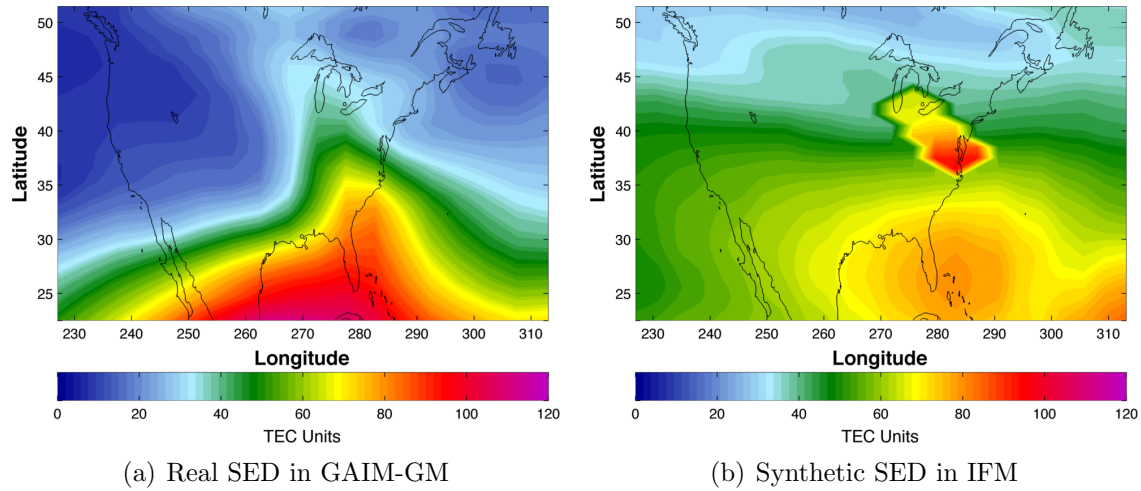 50
45
40
35
30
25
Latitude
230 240 250 260 270 280 290 300 310
Longitude
0 20 40 60 80 100 120
TEC Units
(a) Real SED in GAIM-GM
50
45
40
35
30
25
Latitude
230 240 250 260 270 280 290 300 310
Longitude
0 20 40 60 80 100 120
TEC Units
(b) Synthetic SED in IFM